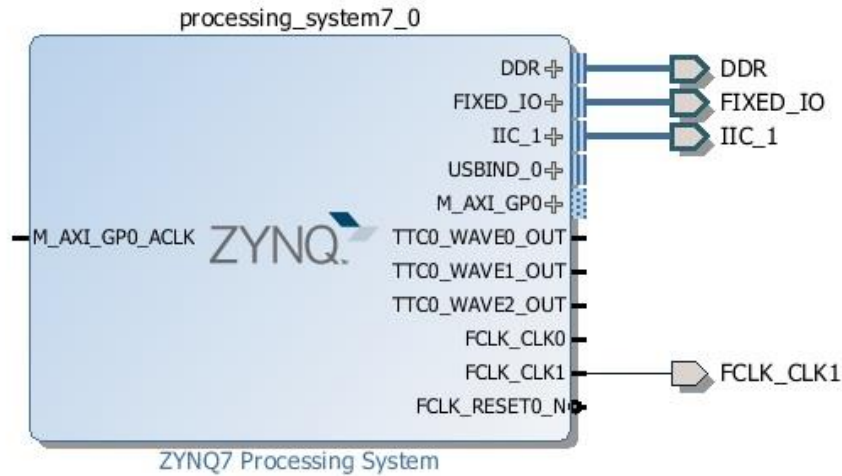 processing_system7_0
DDR
DDR
FIXED_IO
FIXED_IO
IIC_1
IIC_1
USBIND_0
M_AXI_GP0
M_AXI_GP0_ACLK
ZYNQ
TTC0_WAVE0_OUT
TTC0_WAVE1_OUT
TTC0_WAVE2_OUT
FCLK_CLK0
FCLK_CLK1
FCLK_CLK1
FCLK_RESET0_N
ZYNQ7 Processing System